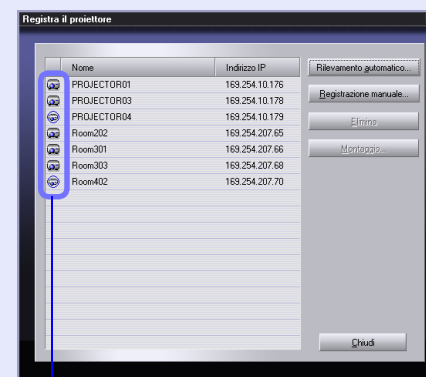 Registra il proiettore
Nome Indirizzo IP
PROJECTOR01 169.254.10.176
PROJECTOR03 169.254.10.178
PROJECTOR04 169.254.10.179
Room202 169.254.207.65
Room301 169.254.207.66
Room303 169.254.207.68
Room402 169.254.207.70
Rilevamento automatico...
Registrazione manuale...
Elimina
Montaggio...
Chiudi